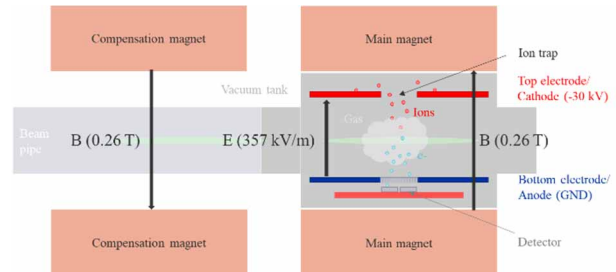 Compensation magnet
Main magnet
Ion trap
Vacuum tank
Top electrode/
Cathode (-30 kV)
Gas
Ions
Beam
pipe
B (0.26 T)
E (357 kV/m)
B (0.26 T)
e-
Bottom electrode/
Anode (GND)
Compensation magnet
Main magnet
Detector